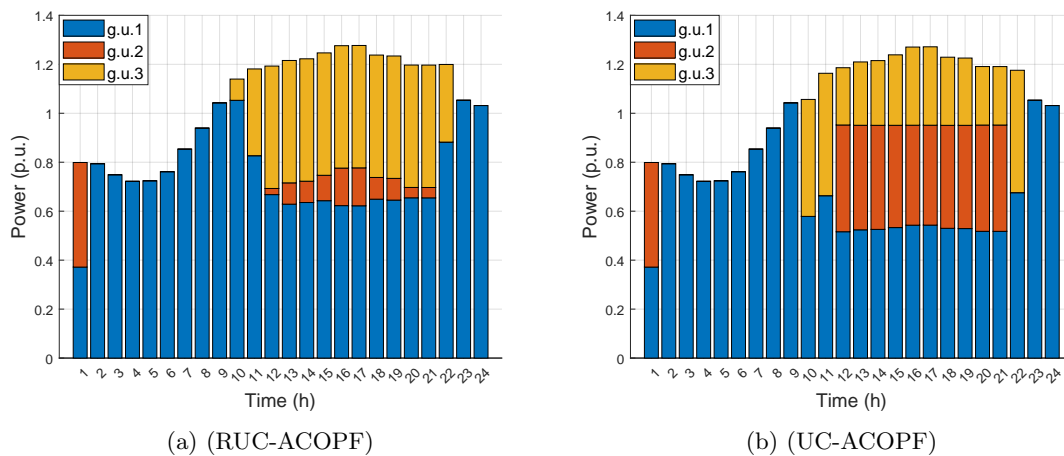 1.4
1.2
1
0.8
0.6
0.4
0.2
0
Power (p.u.)
g.u.1
g.u.2
g.u.3
1 2 3 4 5 6 7 8 9 10 11 12 13 14 15 16 17 18 19 20 21 22 23 24
Time (h)
(a) (RUC-ACOPF)
1.4
1.2
1
0.8
0.6
0.4
0.2
0
Power (p.u.)
g.u.1
g.u.2
g.u.3
1 2 3 4 5 6 7 8 9 10 11 12 13 14 15 16 17 18 19 20 21 22 23 24
Time (h)
(b) (UC-ACOPF)